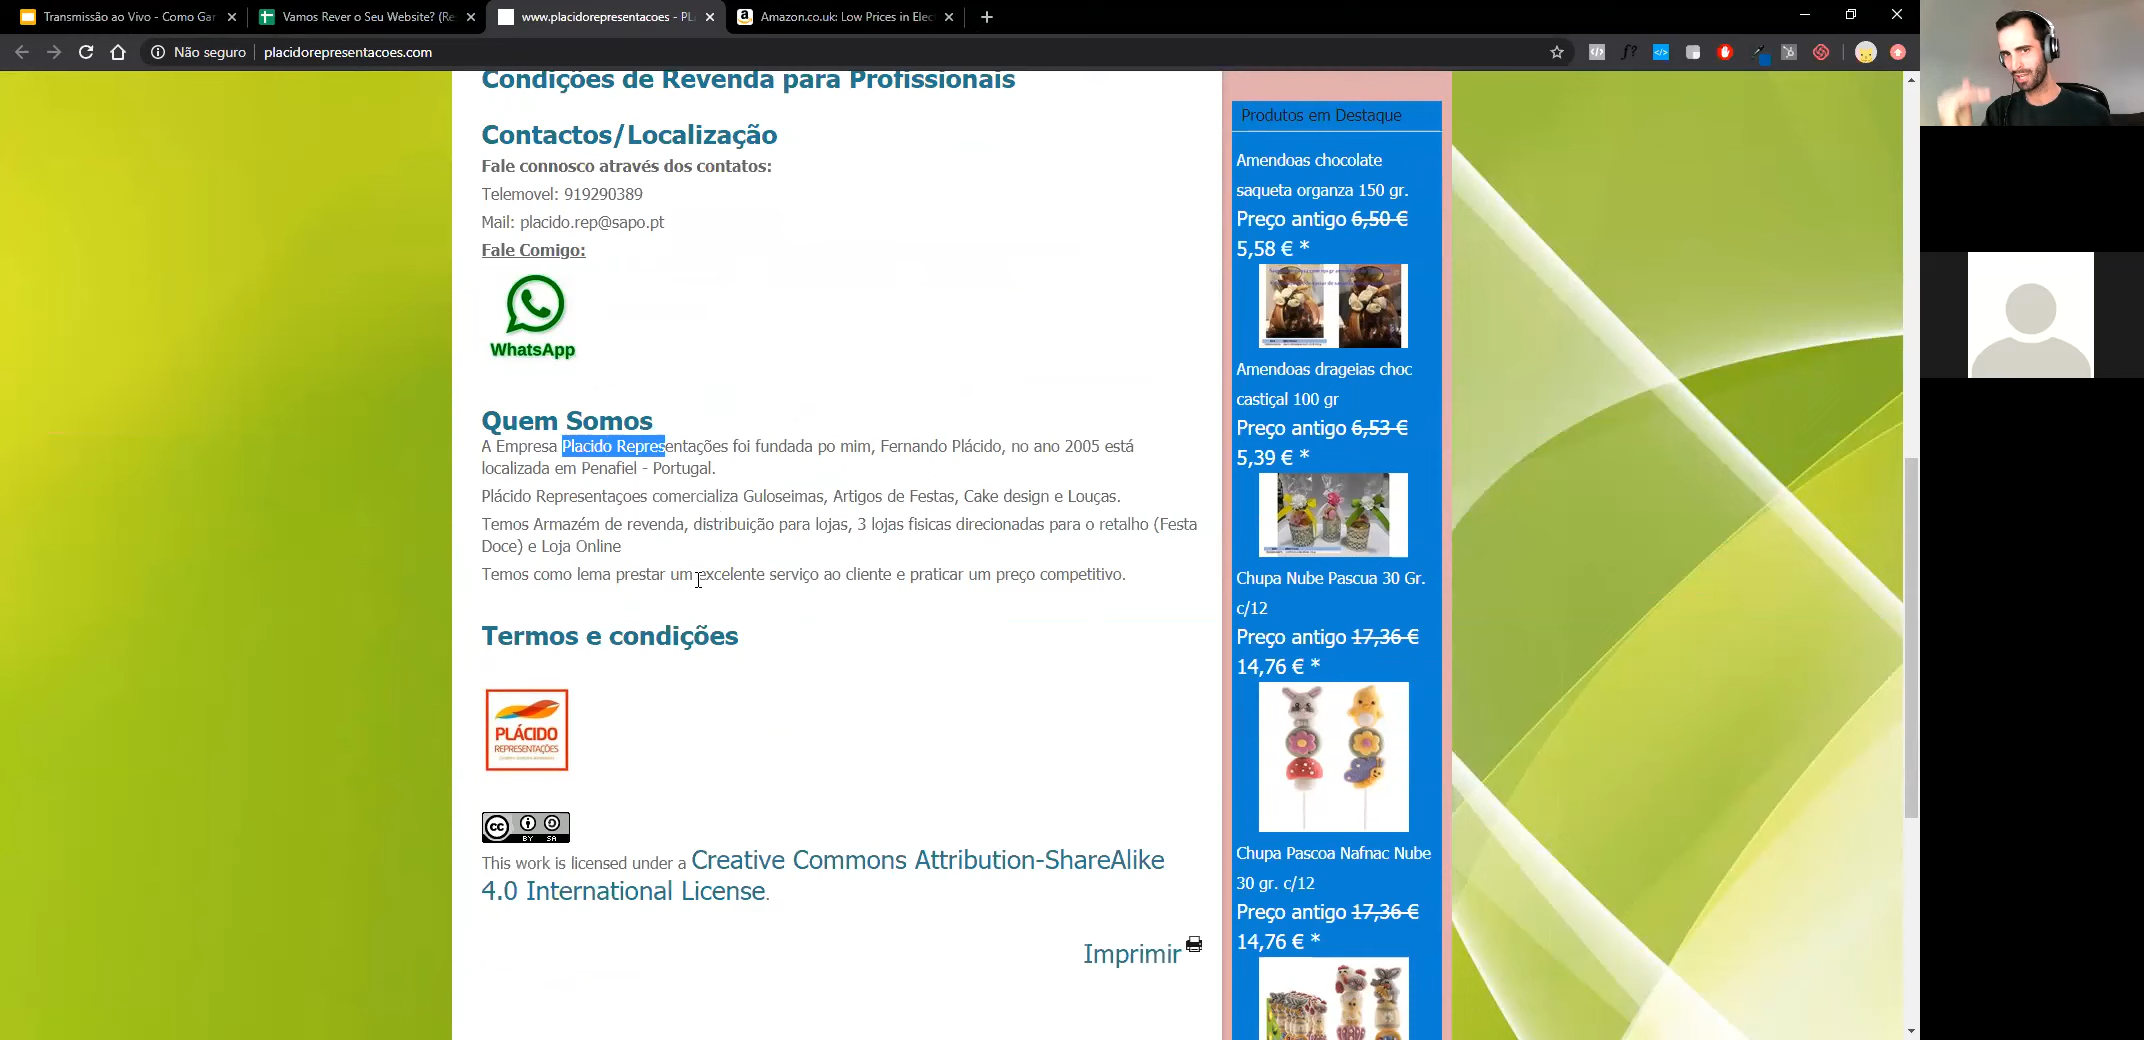 Transmissão ao Vivo - Como Gar
Vamos Rever o Seu Website? (Re
www.placidorepresentacoes - PL
Amazon.co.uk: Low Prices in Elec
Não seguro
placidorepresentacoes.com
Condições de Revenda para Profissionais
Contactos/Localização
Fale connosco através dos contatos:
Telemovel: 919290389
Mail: placido.rep@sapo.pt
Fale Comigo:
WhatsApp
Quem Somos
A Empresa Placido Representações foi fundada po mim, Fernando Plácido, no ano 2005 está
localizada em Penafiel - Portugal.
Plácido Representaçoes comercializa Guloseimas, Artigos de Festas, Cake design e Louças.
Temos Armazém de revenda, distribuição para lojas, 3 lojas fisicas direcionadas para o retalho (Festa
Doce) e Loja Online
Temos como lema prestar um excelente serviço ao cliente e praticar um preço competitivo.
Termos e condições
PLÁCIDO
REPRESENTAÇÕES
cc
BY SA
This work is licensed under a Creative Commons Attribution-ShareAlike
4.0 International License.
Imprimir
Produtos em Destaque
Amendoas chocolate
saqueta organza 150 gr.
Preço antigo 6,50 €
5,58 € *
Amendoas drageias choc
castiçal 100 gr
Preço antigo 6,53 €
5,39 € *
Chupa Nube Pascua 30 Gr.
c/12
Preço antigo 17,36 €
14,76 € *
Chupa Pascoa Nafnac Nube
30 gr. c/12
Preço antigo 17,36 €
14,76 € *